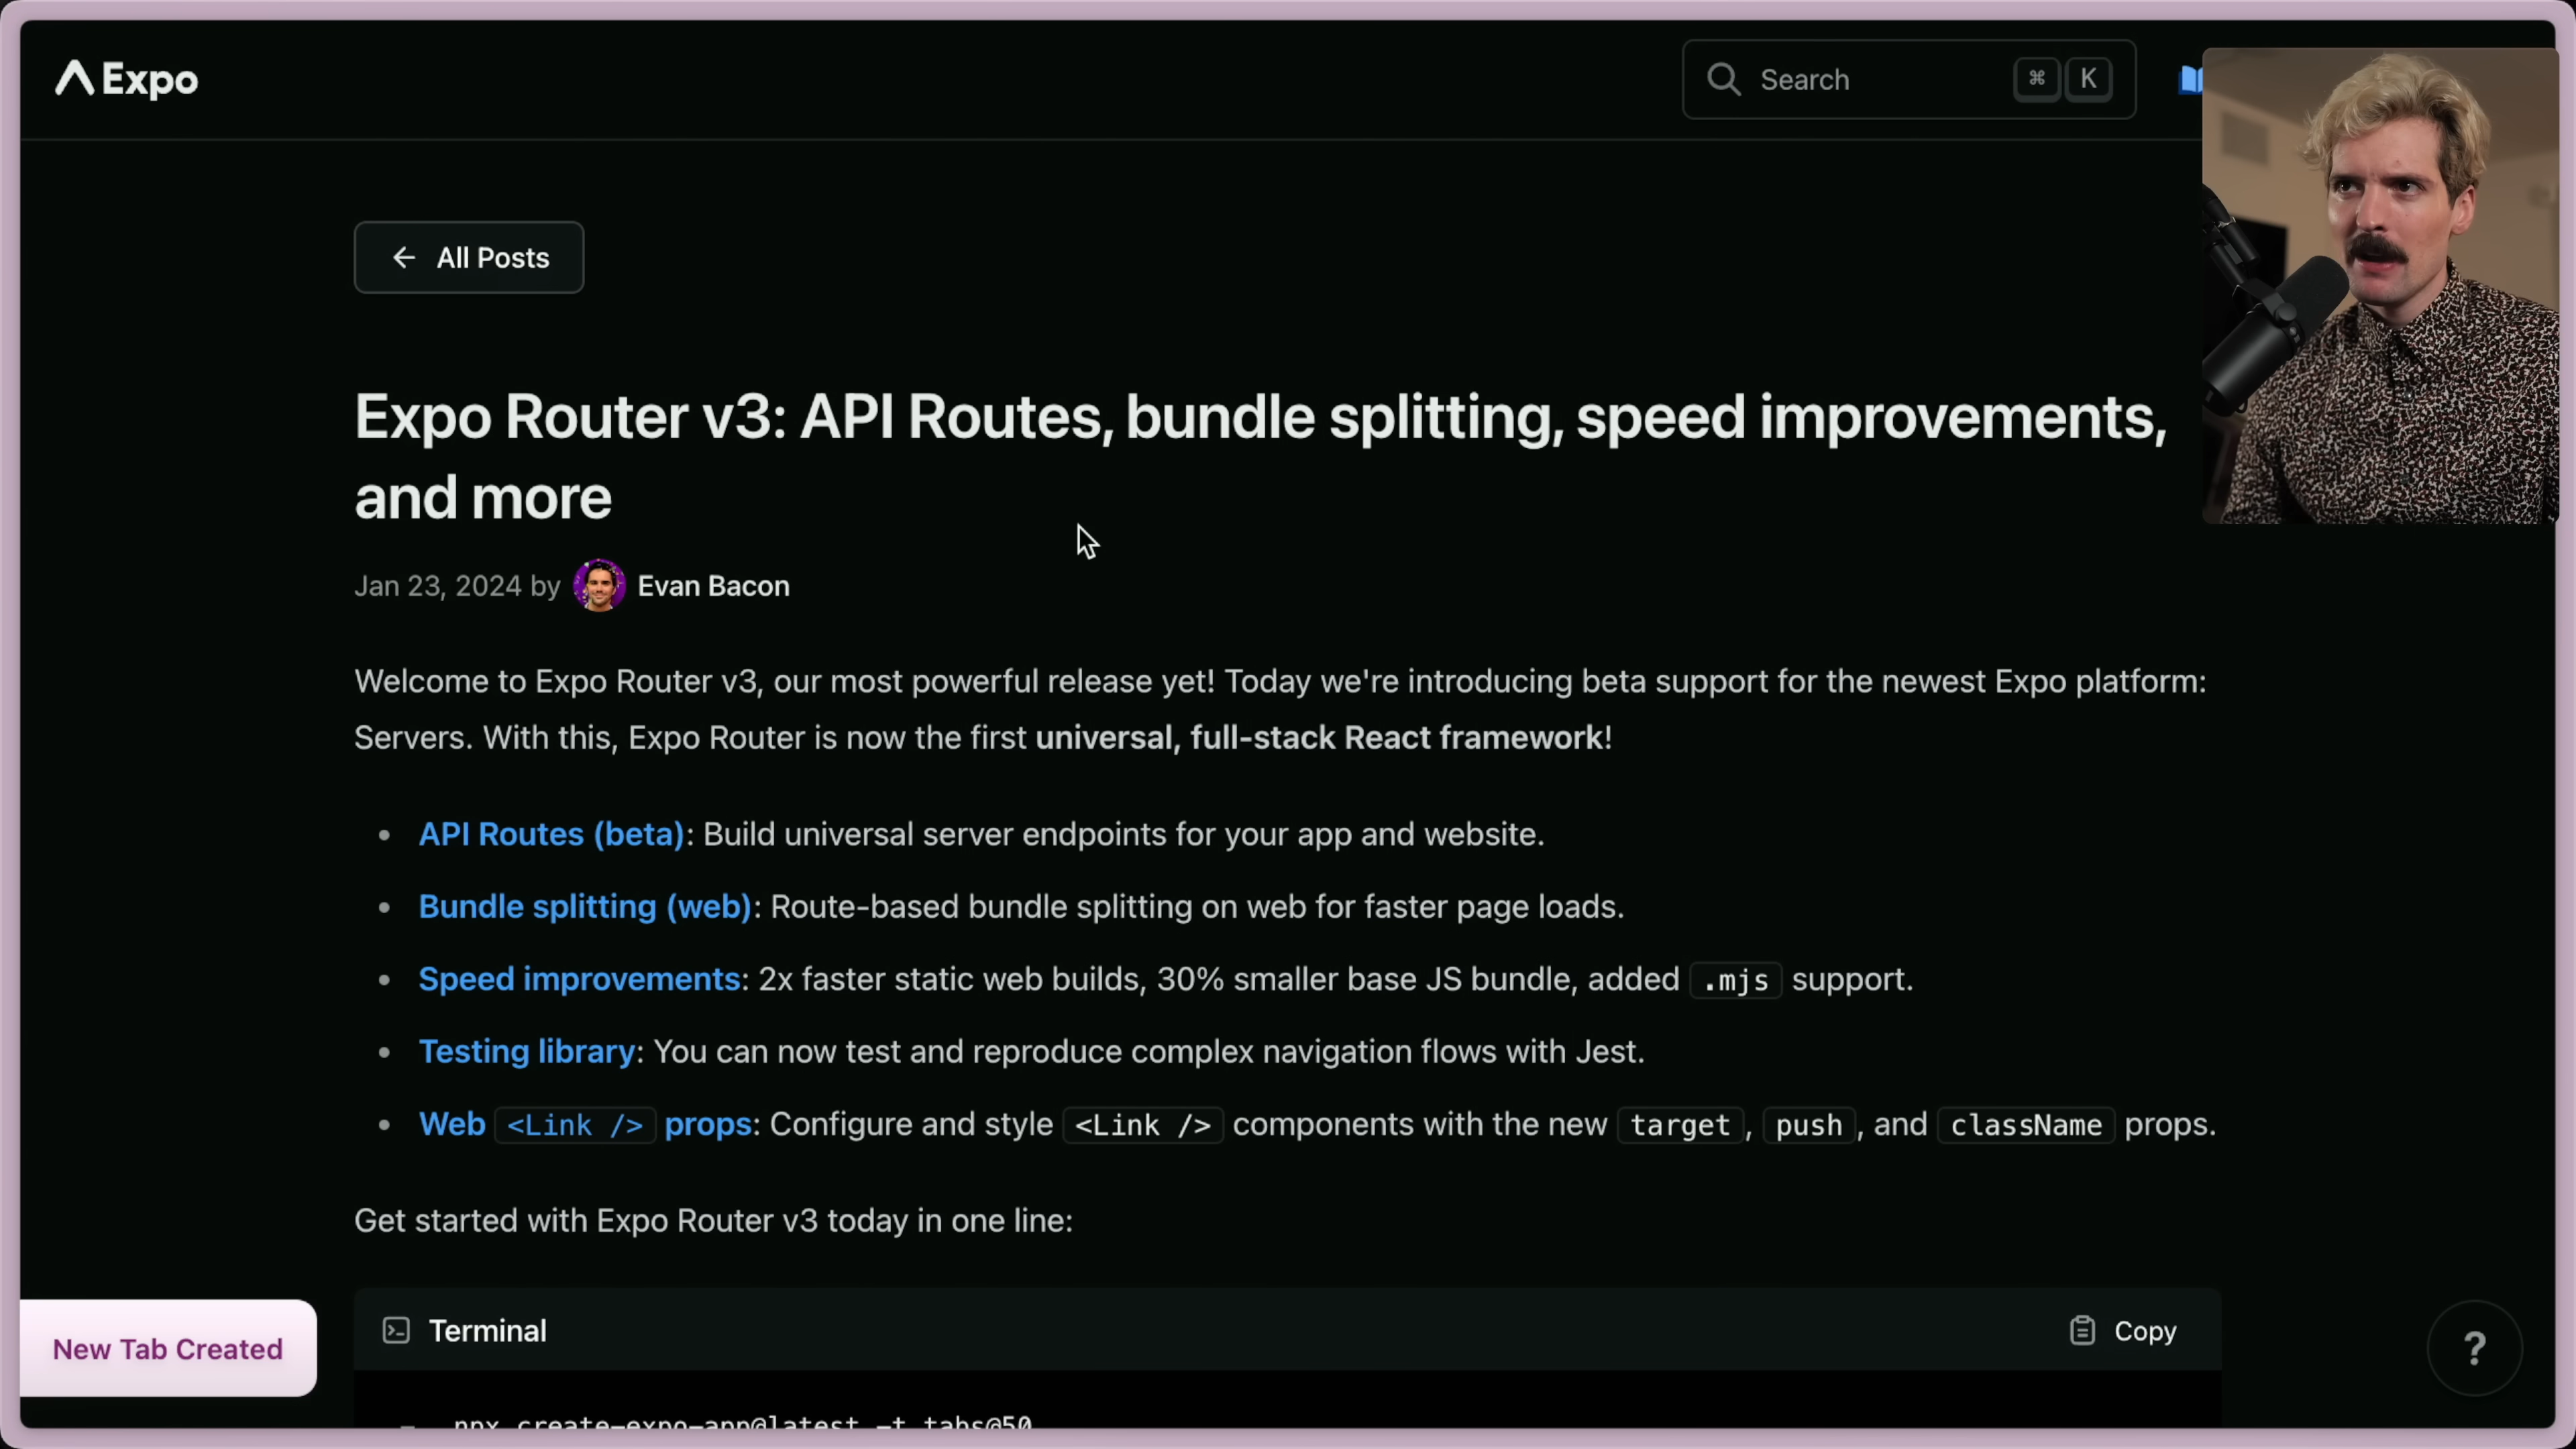 Expo
Search
⌘ K
← All Posts
Expo Router v3: API Routes, bundle splitting, speed improvements,
and more
Jan 23, 2024 by Evan Bacon
Welcome to Expo Router v3, our most powerful release yet! Today we're introducing beta support for the newest Expo platform:
Servers. With this, Expo Router is now the first universal, full-stack React framework!
• API Routes (beta): Build universal server endpoints for your app and website.
• Bundle splitting (web): Route-based bundle splitting on web for faster page loads.
• Speed improvements: 2x faster static web builds, 30% smaller base JS bundle, added .mjs support.
• Testing library: You can now test and reproduce complex navigation flows with Jest.
• Web <Link /> props: Configure and style <Link /> components with the new target, push, and className props.
Get started with Expo Router v3 today in one line:
Terminal
Copy
– npx create-expo-app@latest -t tabs@50
New Tab Created
?